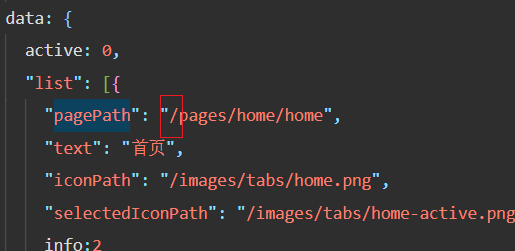 data: {
active: 0,
"list": [{
"pagePath": "/pages/home/home",
"text": "首页",
"iconPath": "/images/tabs/home.png",
"selectedIconPath": "/images/tabs/home-active.png
info:2